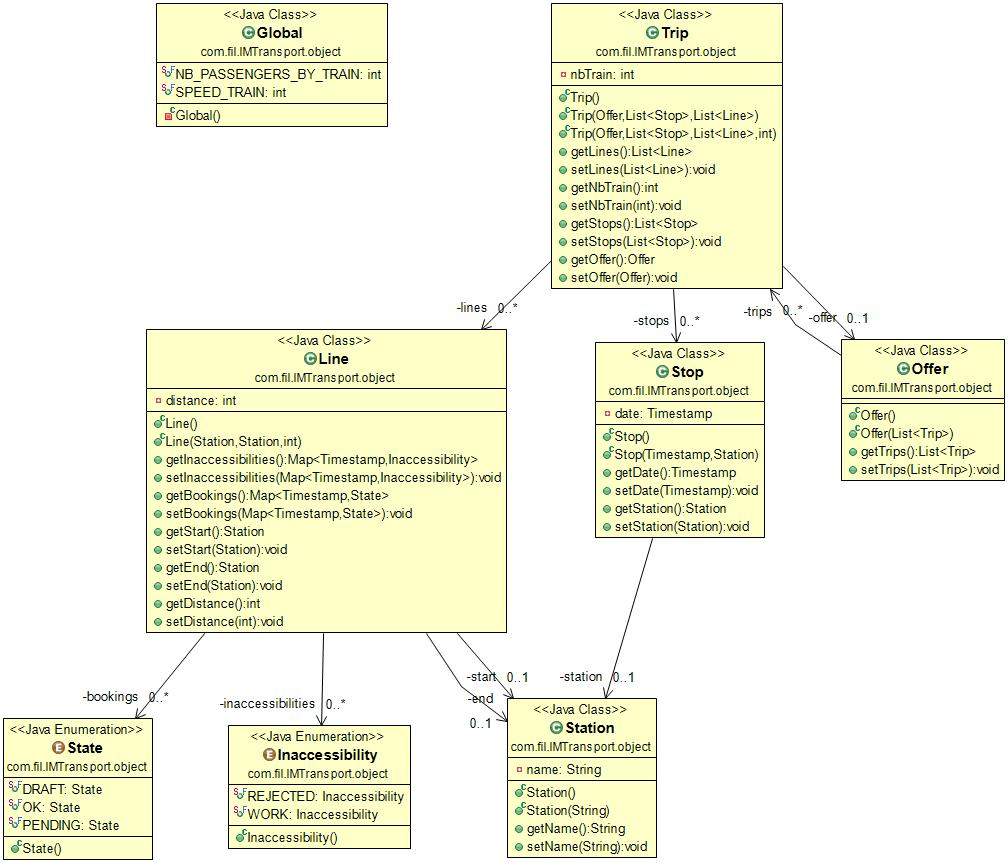 <<Java Class>>
Global
com.fil.IMTransport.object
NB_PASSENGERS_BY_TRAIN: int
SPEED_TRAIN: int
Global()
<<Java Class>>
Trip
com.fil.IMTransport.object
nbTrain: int
Trip()
Trip(Offer,List<Stop>,List<Line>)
Trip(Offer,List<Stop>,List<Line>,int)
getLines():List<Line>
setLines(List<Line>):void
getNbTrain():int
setNbTrain(int):void
getStops():List<Stop>
setStops(List<Stop>):void
getOffer():Offer
setOffer(Offer):void
-lines 0..*
-stops 0..*
-trips 0..*
-offer 0..1
<<Java Class>>
Line
com.fil.IMTransport.object
distance: int
Line()
Line(Station,Station,int)
getInaccessibilities():Map<Timestamp,Inaccessibility>
setInaccessibilities(Map<Timestamp,Inaccessibility>):void
getBookings():Map<Timestamp,State>
setBookings(Map<Timestamp,State>):void
getStart():Station
setStart(Station):void
getEnd():Station
setEnd(Station):void
getDistance():int
setDistance(int):void
<<Java Class>>
Stop
com.fil.IMTransport.object
date: Timestamp
Stop()
Stop(Timestamp,Station)
getDate():Timestamp
setDate(Timestamp):void
getStation():Station
setStation(Station):void
<<Java Class>>
Offer
com.fil.IMTransport.object
Offer()
Offer(List<Trip>)
getTrips():List<Trip>
setTrips(List<Trip>):void
-bookings 0..*
-inaccessibilities 0..*
-start 0..1
-end
0..1
-station 0..1
<<Java Enumeration>>
State
com.fil.IMTransport.object
DRAFT: State
OK: State
PENDING: State
State()
<<Java Enumeration>>
Inaccessibility
com.fil.IMTransport.object
REJECTED: Inaccessibility
WORK: Inaccessibility
Inaccessibility()
<<Java Class>>
Station
com.fil.IMTransport.object
name: String
Station()
Station(String)
getName():String
setName(String):void